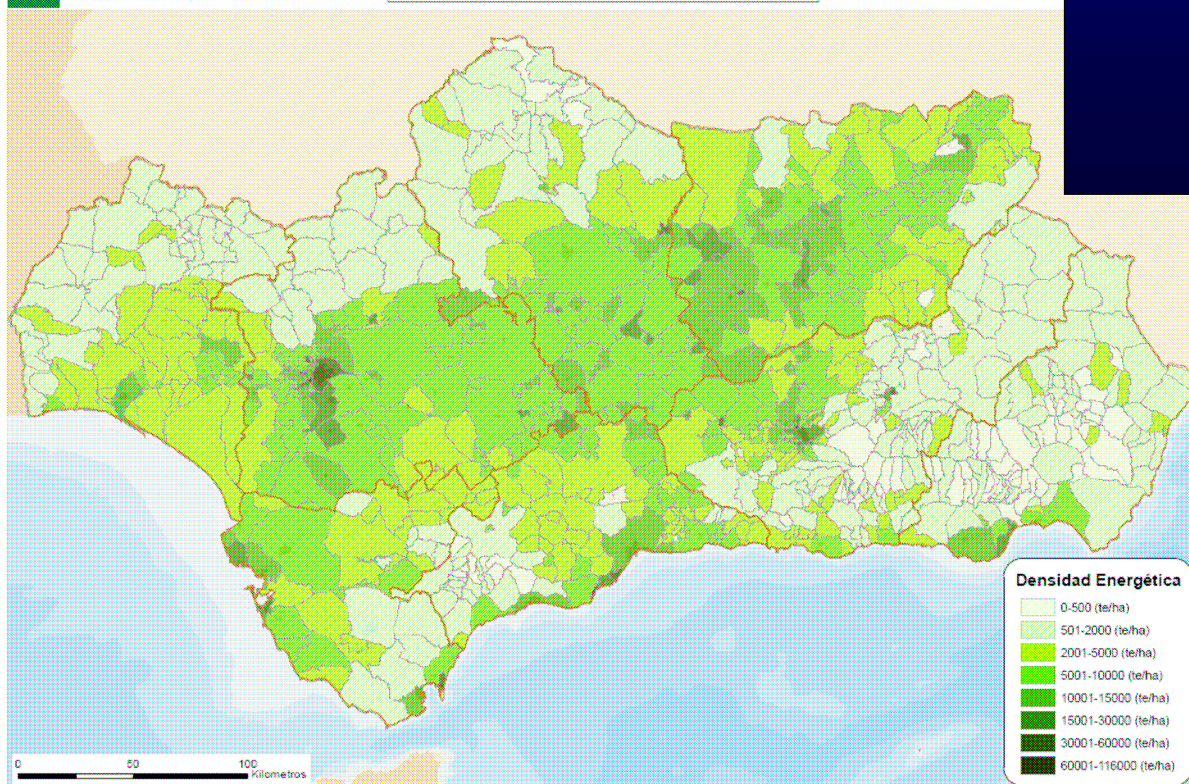 Densidad Energética
0-500 (te/ha)
501-2000 (te/ha)
2001-5000 (te/ha)
5001-10000 (te/ha)
10001-15000 (te/ha)
15001-30000 (te/ha)
30001-60000 (te/ha)
60001-116000 (te/ha)
0 50 100
Kilometros